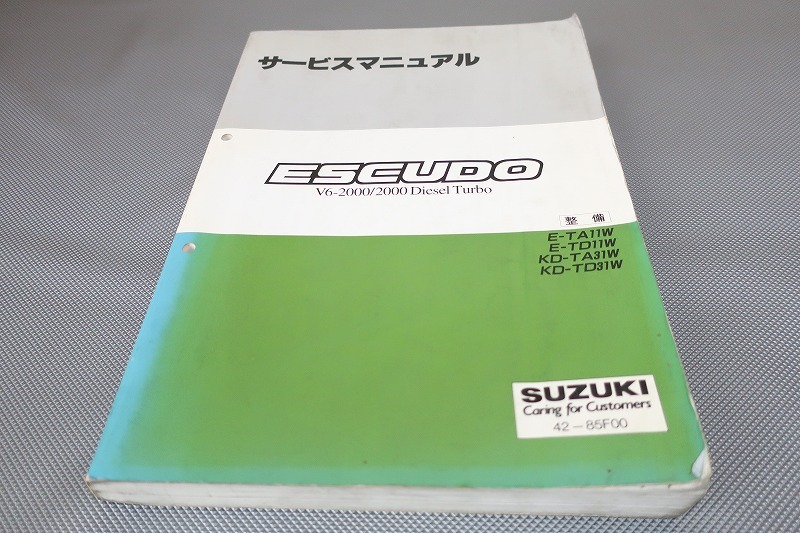 サービスマニュアル
ESCUDO
V6-2000/2000 Diesel Turbo
整備
E-TA11W
E-TD11W
KD-TA31W
KD-TD31W
SUZUKI
Caring for Customers
42-85F00